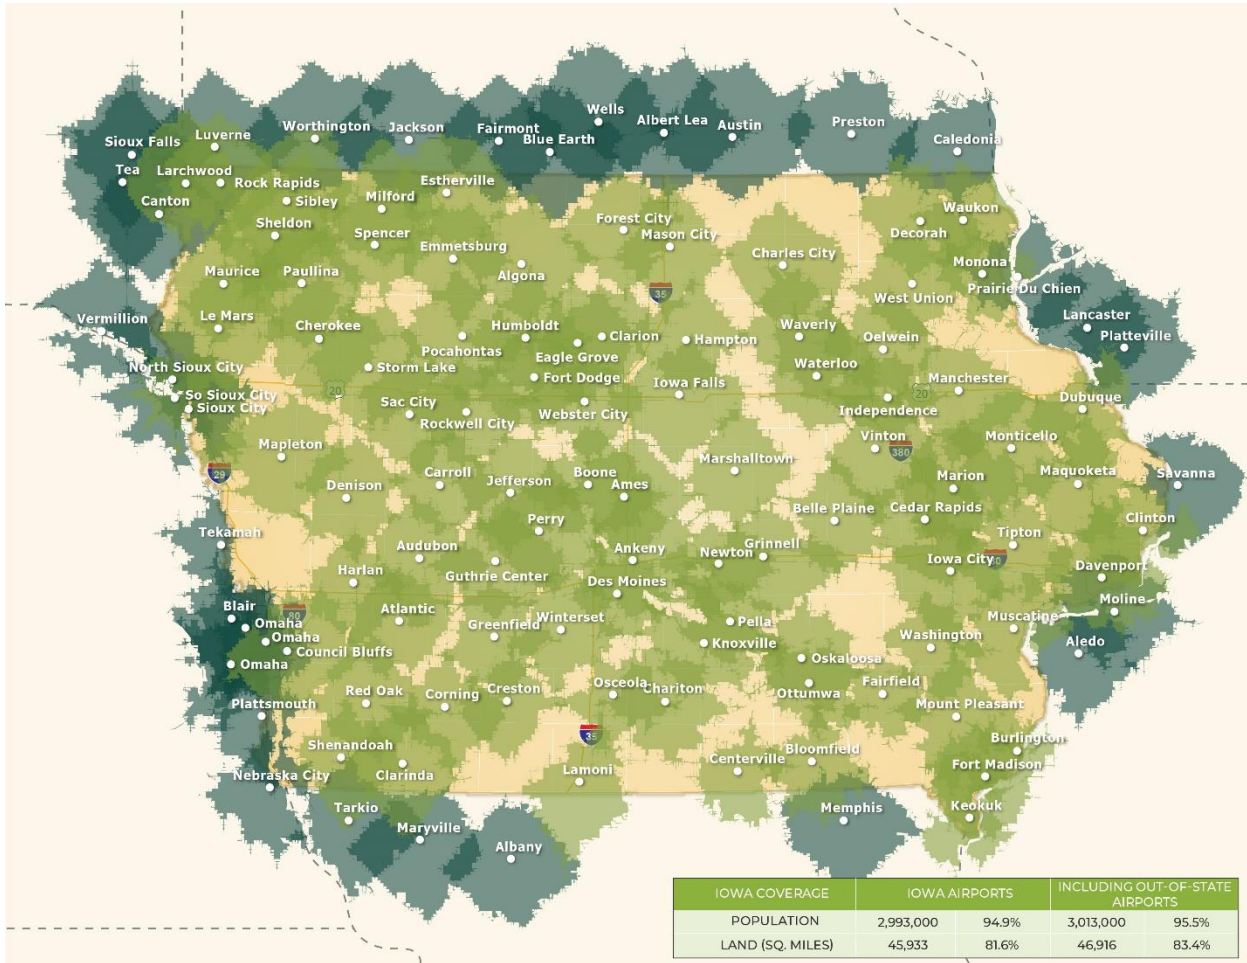 Wells
Albert Lea
Austin
Preston
Worthington
Jackson
Fairmont
Luverne
Sioux Falls
Blue Earth
Caledonia
Tea
Larchwood
Rock Rapids
Estherville
Canton
Sibley
Milford
Waukon
Sheldon
Forest City
Spencer
Mason City
Decorah
Emmetsburg
Charles City
Monona
Maurice
Paullina
Algona
Prairie Du Chien
35
West Union
Vermillion
Le Mars
Cherokee
Humboldt
Clarion
Hampton
Waverly
Oelwein
Lancaster
Platteville
Pocahontas
Eagle Grove
North Sioux City
Storm Lake
Fort Dodge
Iowa Falls
Waterloo
Manchester
So Sioux City
20
20
Sioux City
Sac City
Rockwell City
Webster City
Independence
Dubuque
Mapleton
Vinton
Monticello
380
29
Carroll
Jefferson
Boone
Marshalltown
Marion
Maquoketa
Savanna
Denison
Ames
Belle Plaine
Cedar Rapids
Clinton
Tekamah
Perry
Tipton
Audubon
Ankeny
Newton
Grinnell
Iowa City
80
Harlan
Guthrie Center
Des Moines
Davenport
Blair
80
Atlantic
Moline
Omaha
Greenfield
Winterset
Pella
Washington
Muscatine
Omaha
Council Bluffs
Knoxville
Aledo
Omaha
Oskaloosa
Red Oak
Corning
Creston
Osceola
Chariton
Ottumwa
Fairfield
Plattsmouth
Mount Pleasant
35
Burlington
Shenandoah
Clarinda
Lamoni
Centerville
Bloomfield
Fort Madison
Nebraska City
Tarkio
Maryville
Albany
Memphis
Keokuk
IOWA COVERAGE IOWA AIRPORTS INCLUDING OUT-OF-STATE
AIRPORTS
POPULATION 2,993,000 94.9% 3,013,000 95.5%
LAND (SQ. MILES) 45,933 81.6% 46,916 83.4%